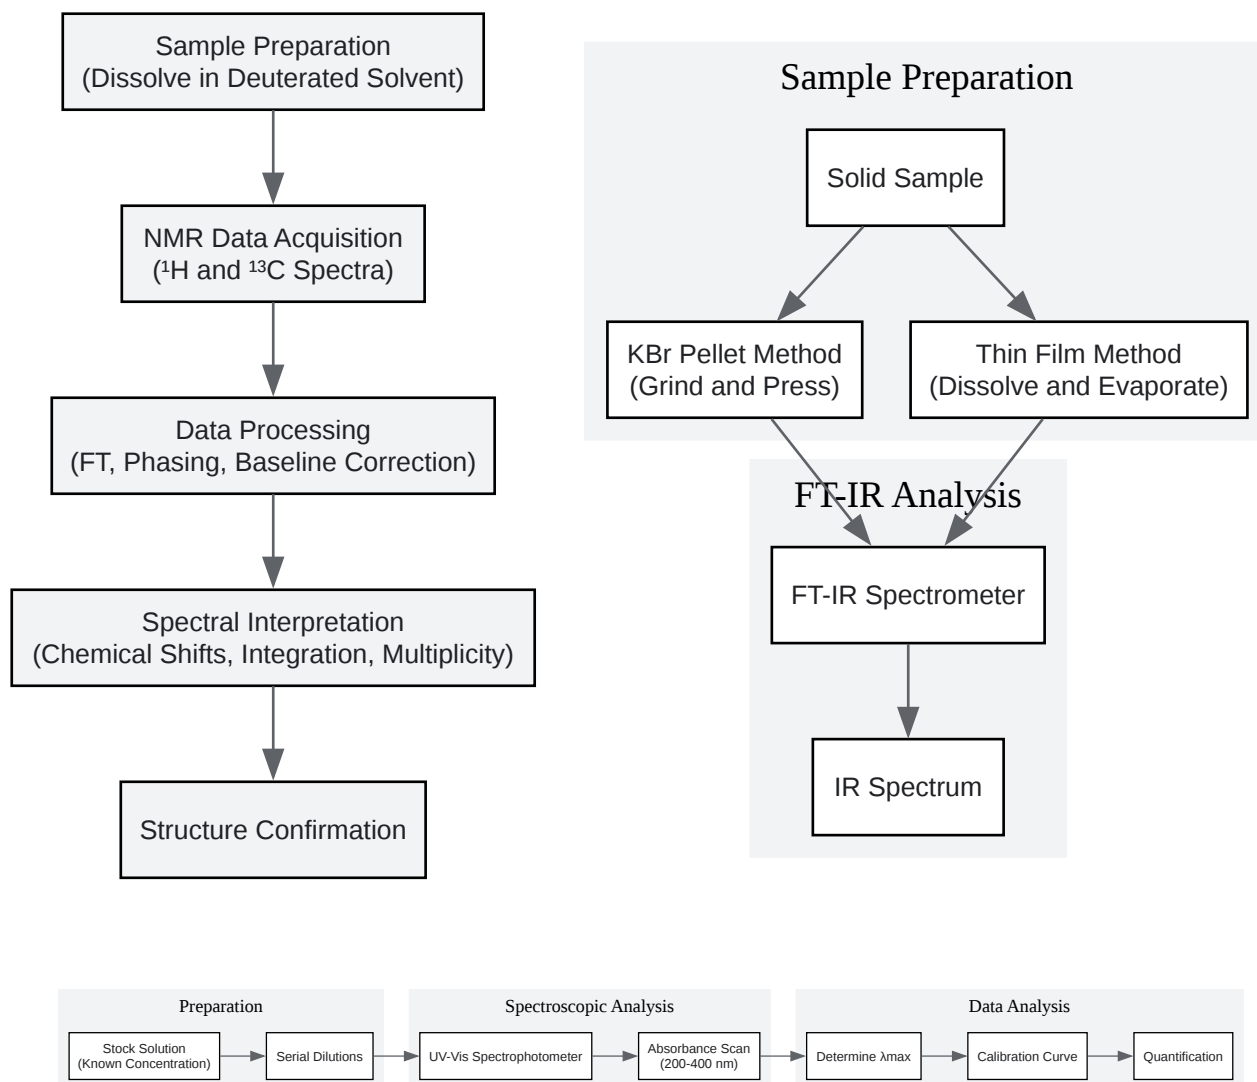 Sample Preparation
(Dissolve in Deuterated Solvent)
NMR Data Acquisition
(¹H and ¹³C Spectra)
Data Processing
(FT, Phasing, Baseline Correction)
Spectral Interpretation
(Chemical Shifts, Integration, Multiplicity)
Structure Confirmation
Sample Preparation
Solid Sample
KBr Pellet Method
(Grind and Press)
Thin Film Method
(Dissolve and Evaporate)
FT-IR Analysis
FT-IR Spectrometer
IR Spectrum
Preparation
Stock Solution
(Known Concentration)
Serial Dilutions
Spectroscopic Analysis
UV-Vis Spectrophotometer
Absorbance Scan
(200-400 nm)
Data Analysis
Determine λmax
Calibration Curve
Quantification